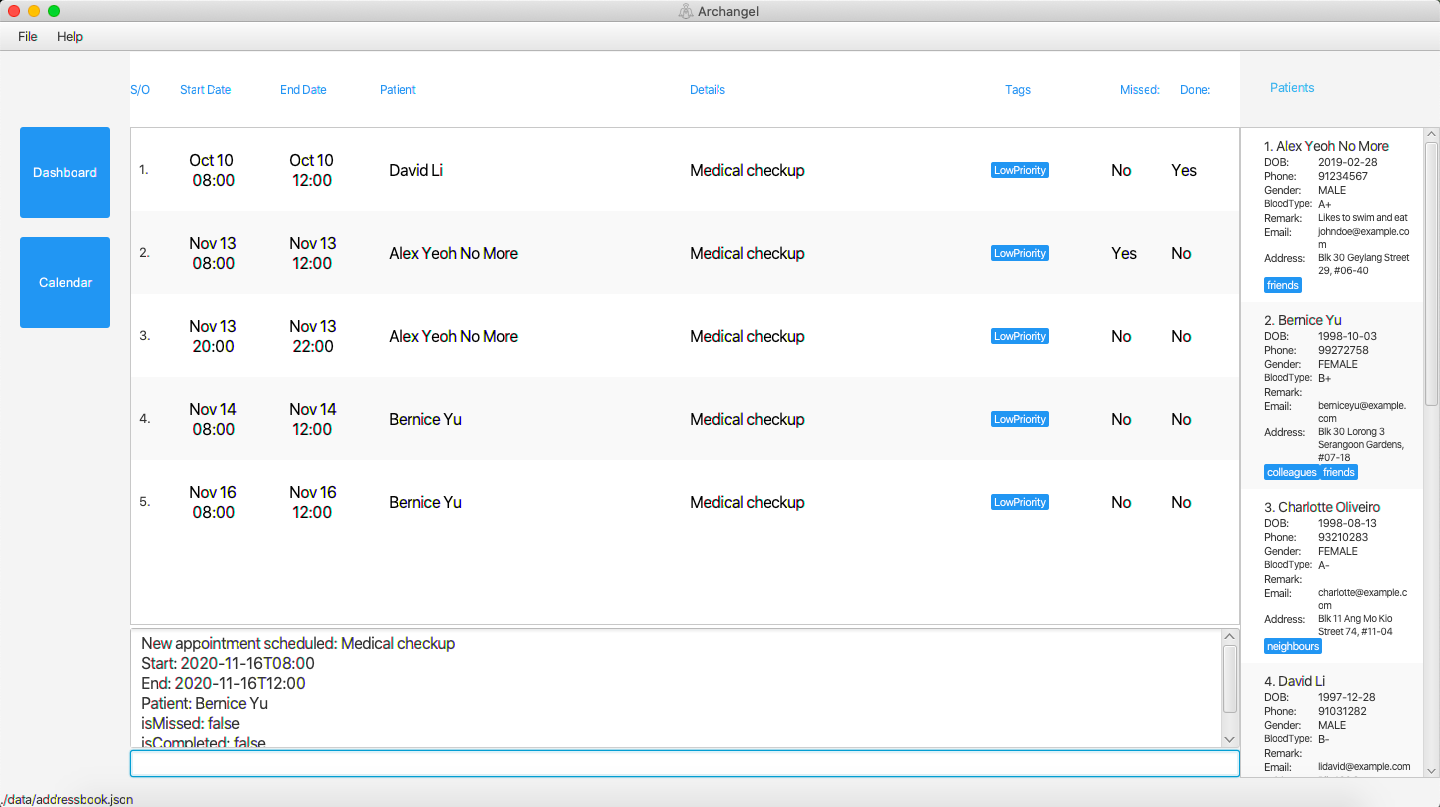 Archangel
File Help
S/O Start Date End Date Patient Details Tags Missed: Done: Patients
Dashboard
Calendar
1. Oct 10 08:00 Oct 10 12:00 David Li Medical checkup LowPriority No Yes
2. Nov 13 08:00 Nov 13 12:00 Alex Yeoh No More Medical checkup LowPriority Yes No
3. Nov 13 20:00 Nov 13 22:00 Alex Yeoh No More Medical checkup LowPriority No No
4. Nov 14 08:00 Nov 14 12:00 Bernice Yu Medical checkup LowPriority No No
5. Nov 16 08:00 Nov 16 12:00 Bernice Yu Medical checkup LowPriority No No
New appointment scheduled: Medical checkup
Start: 2020-11-16T08:00
End: 2020-11-16T12:00
Patient: Bernice Yu
isMissed: false
isCompleted: false
1. Alex Yeoh No More
DOB: 2019-02-28
Phone: 91234567
Gender: MALE
BloodType: A+
Remark: Likes to swim and eat
Email: johndoe@example.co
m
Address: Blk 30 Geylang Street
29, #06-40
friends
2. Bernice Yu
DOB: 1998-10-03
Phone: 99272758
Gender: FEMALE
BloodType: B+
Remark:
Email: berniceyu@example.
com
Address: Blk 30 Lorong 3
Serangoon Gardens,
#07-18
colleagues friends
3. Charlotte Oliveiro
DOB: 1998-08-13
Phone: 93210283
Gender: FEMALE
BloodType: A-
Remark:
Email: charlotte@example.c
om
Address: Blk 11 Ang Mo Kio
Street 74, #11-04
neighbours
4. David Li
DOB: 1997-12-28
Phone: 91031282
Gender: MALE
BloodType: B-
Remark:
Email: lidavid@example.com
./data/addressbook.json